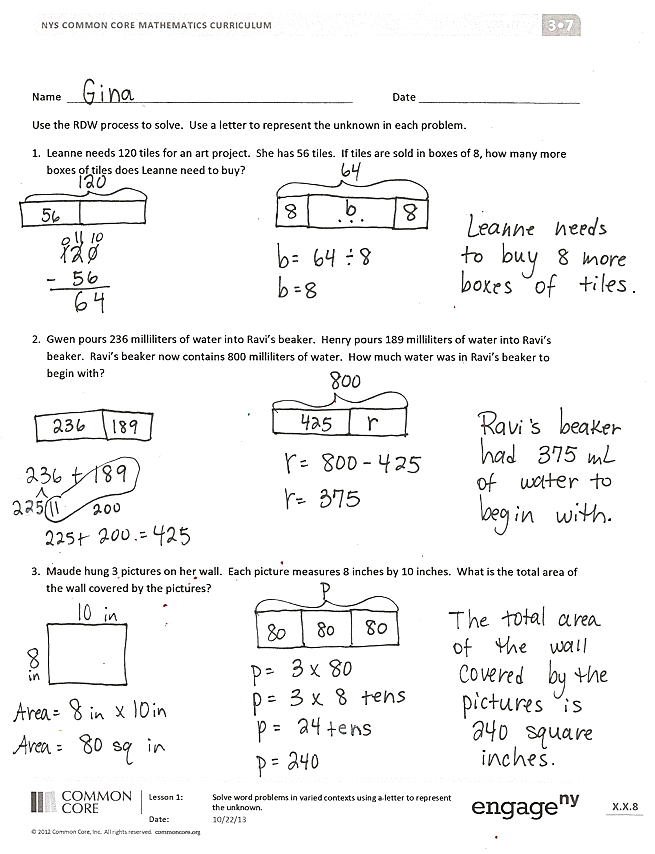 NYS COMMON CORE MATHEMATICS CURRICULUM
3•7
Name Gina
Date
Use the RDW process to solve. Use a letter to represent the unknown in each problem.
1. Leanne needs 120 tiles for an art project. She has 56 tiles. If tiles are sold in boxes of 8, how many more
boxes of tiles does Leanne need to buy?
120
56
0 11 10
120
- 56
64
64
8 b ... 8
b = 64 ÷ 8
b = 8
Leanne needs
to buy 8 more
boxes of tiles.
2. Gwen pours 236 milliliters of water into Ravi's beaker. Henry pours 189 milliliters of water into Ravi's
beaker. Ravi's beaker now contains 800 milliliters of water. How much water was in Ravi's beaker to
begin with?
236 189
236 + 189
225 11 200
225 + 200 = 425
800
425 r
r = 800 - 425
r = 375
Ravi's beaker
had 375 mL
of water to
begin with.
3. Maude hung 3 pictures on her wall. Each picture measures 8 inches by 10 inches. What is the total area of
the wall covered by the pictures?
10 in
8
in
Area = 8 in x 10 in
Area = 80 sq in
P
80 80 80
p = 3 x 80
p = 3 x 8 tens
p = 24 tens
p = 240
The total area
of the wall
covered by the
pictures is
240 square
inches.
COMMON
CORE
Lesson 1:
Solve word problems in varied contexts using a letter to represent
the unknown.
Date:
10/22/13
engageny
X.X.8
© 2012 Common Core, Inc. All rights reserved. commoncore.org